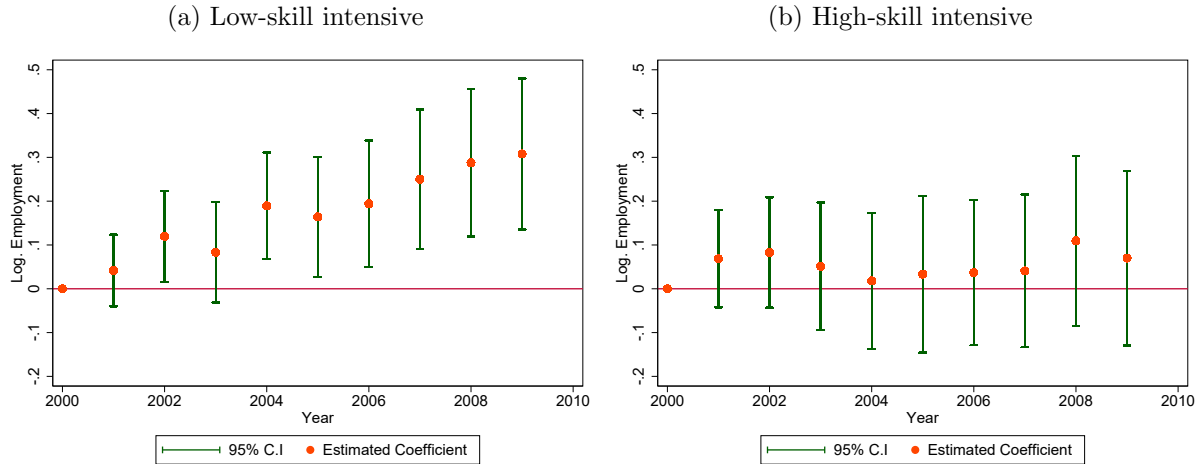 (a) Low-skill intensive
Log. Employment
.5
.4
.3
.2
.1
0
-.1
-.2
2000 2002 2004 2006 2008 2010
Year
95% C.I Estimated Coefficient
(b) High-skill intensive
Log. Employment
.5
.4
.3
.2
.1
0
-.1
-.2
2000 2002 2004 2006 2008 2010
Year
95% C.I Estimated Coefficient